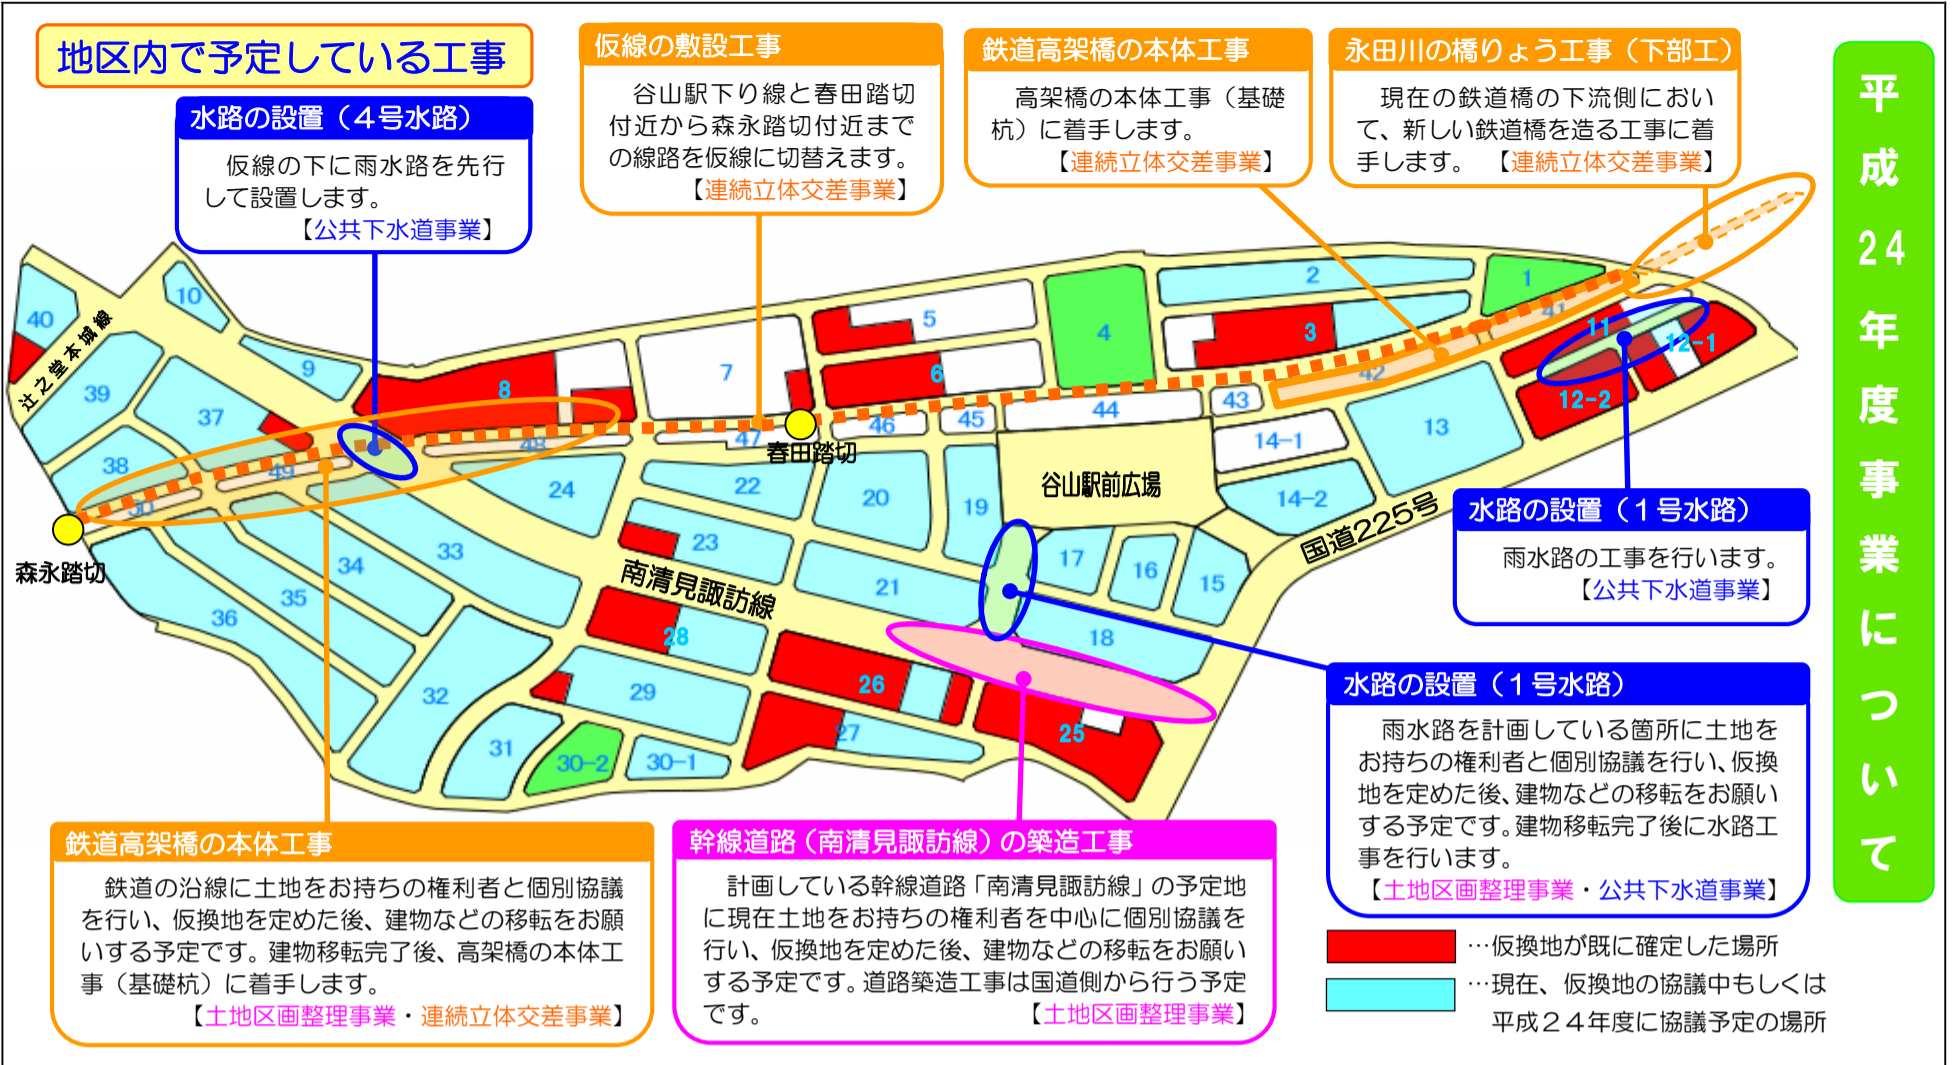 地区内で予定している工事
平成24年度事業について
水路の設置（4号水路）
仮線の下に雨水路を先行
して設置します。
【公共下水道事業】
仮線の敷設工事
谷山駅下り線と春田踏切
付近から森永踏切付近まで
の線路を仮線に切替えます。
【連続立体交差事業】
鉄道高架橋の本体工事
高架橋の本体工事（基礎
杭）に着手します。
【連続立体交差事業】
永田川の橋りょう工事（下部工）
現在の鉄道橋の下流側におい
て、新しい鉄道橋を造る工事に着
手します。 【連続立体交差事業】
40
10
9
辻之堂本城線
39
37
38
49
50
48
8
7
47
5
6
46
45
44
43
4
2
3
1
41
42
11
12-1
12-2
13
14-1
14-2
春田踏切
谷山駅前広場
国道225号
森永踏切
南清見諏訪線
24
22
20
19
23
21
17
16
15
18
33
34
35
36
32
31
28
29
30-2
30-1
26
27
25
水路の設置（1号水路）
雨水路の工事を行います。
【公共下水道事業】
水路の設置（1号水路）
雨水路を計画している箇所に土地を
お持ちの権利者と個別協議を行い、仮換
地を定めた後、建物などの移転をお願い
する予定です。建物移転完了後に水路工
事を行います。
【土地区画整理事業・公共下水道事業】
鉄道高架橋の本体工事
鉄道の沿線に土地をお持ちの権利者と個別協議
を行い、仮換地を定めた後、建物などの移転をお願
いする予定です。建物移転完了後、高架橋の本体工
事（基礎杭）に着手します。
【土地区画整理事業・連続立体交差事業】
幹線道路（南清見諏訪線）の築造工事
計画している幹線道路「南清見諏訪線」の予定地
に現在土地をお持ちの権利者を中心に個別協議を
行い、仮換地を定めた後、建物などの移転をお願い
する予定です。道路築造工事は国道側から行う予定
です。 【土地区画整理事業】
…仮換地が既に確定した場所
…現在、仮換地の協議中もしくは
平成24年度に協議予定の場所